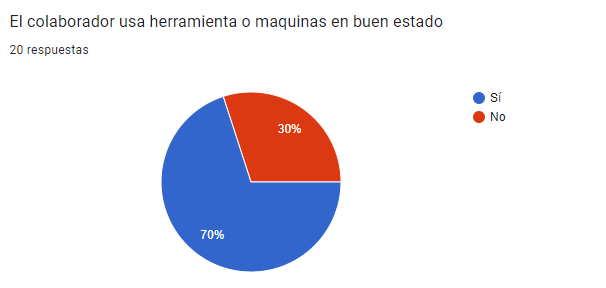 El colaborador usa herramienta o maquinas en buen estado
20 respuestas
Sí
No
30%
70%